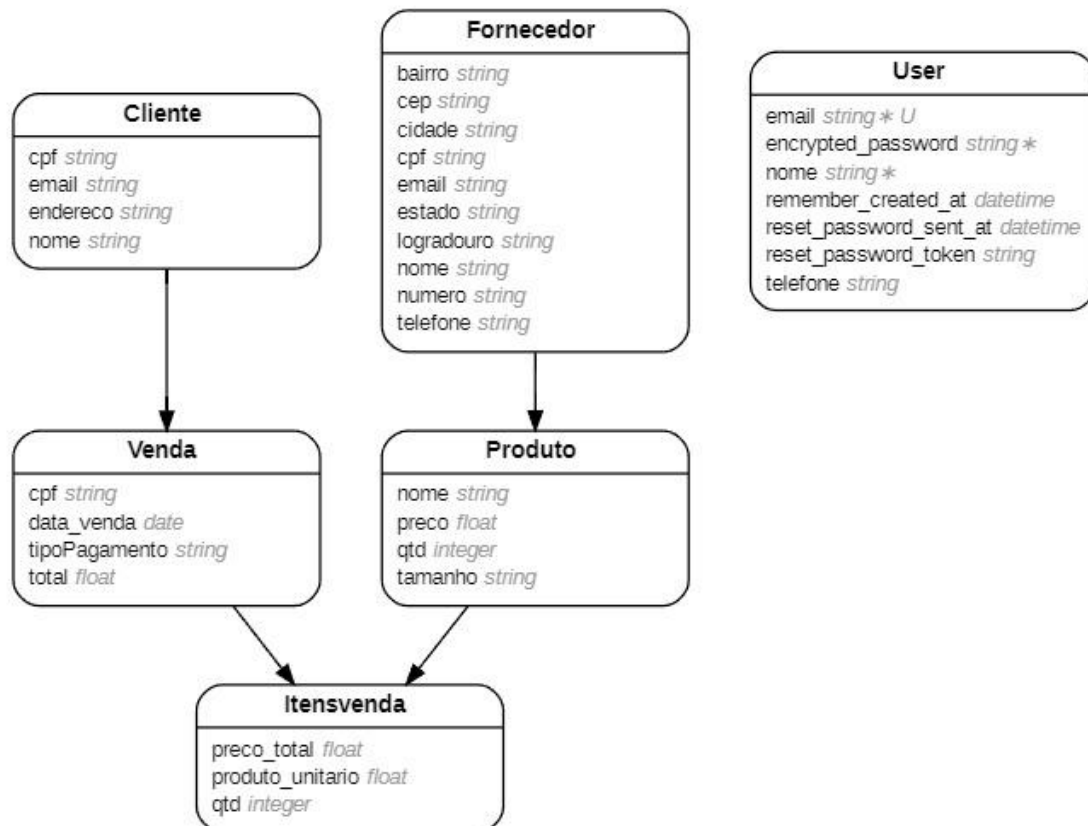 Fornecedor
bairro string
cep string
cidade string
cpf string
email string
estado string
logradouro string
nome string
numero string
telefone string
User
email string∗ U
encrypted_password string∗
nome string∗
remember_created_at datetime
reset_password_sent_at datetime
reset_password_token string
telefone string
Cliente
cpf string
email string
endereco string
nome string
Venda
cpf string
data_venda date
tipoPagamento string
total float
Produto
nome string
preco float
qtd integer
tamanho string
Itensvenda
preco_total float
produto_unitario float
qtd integer